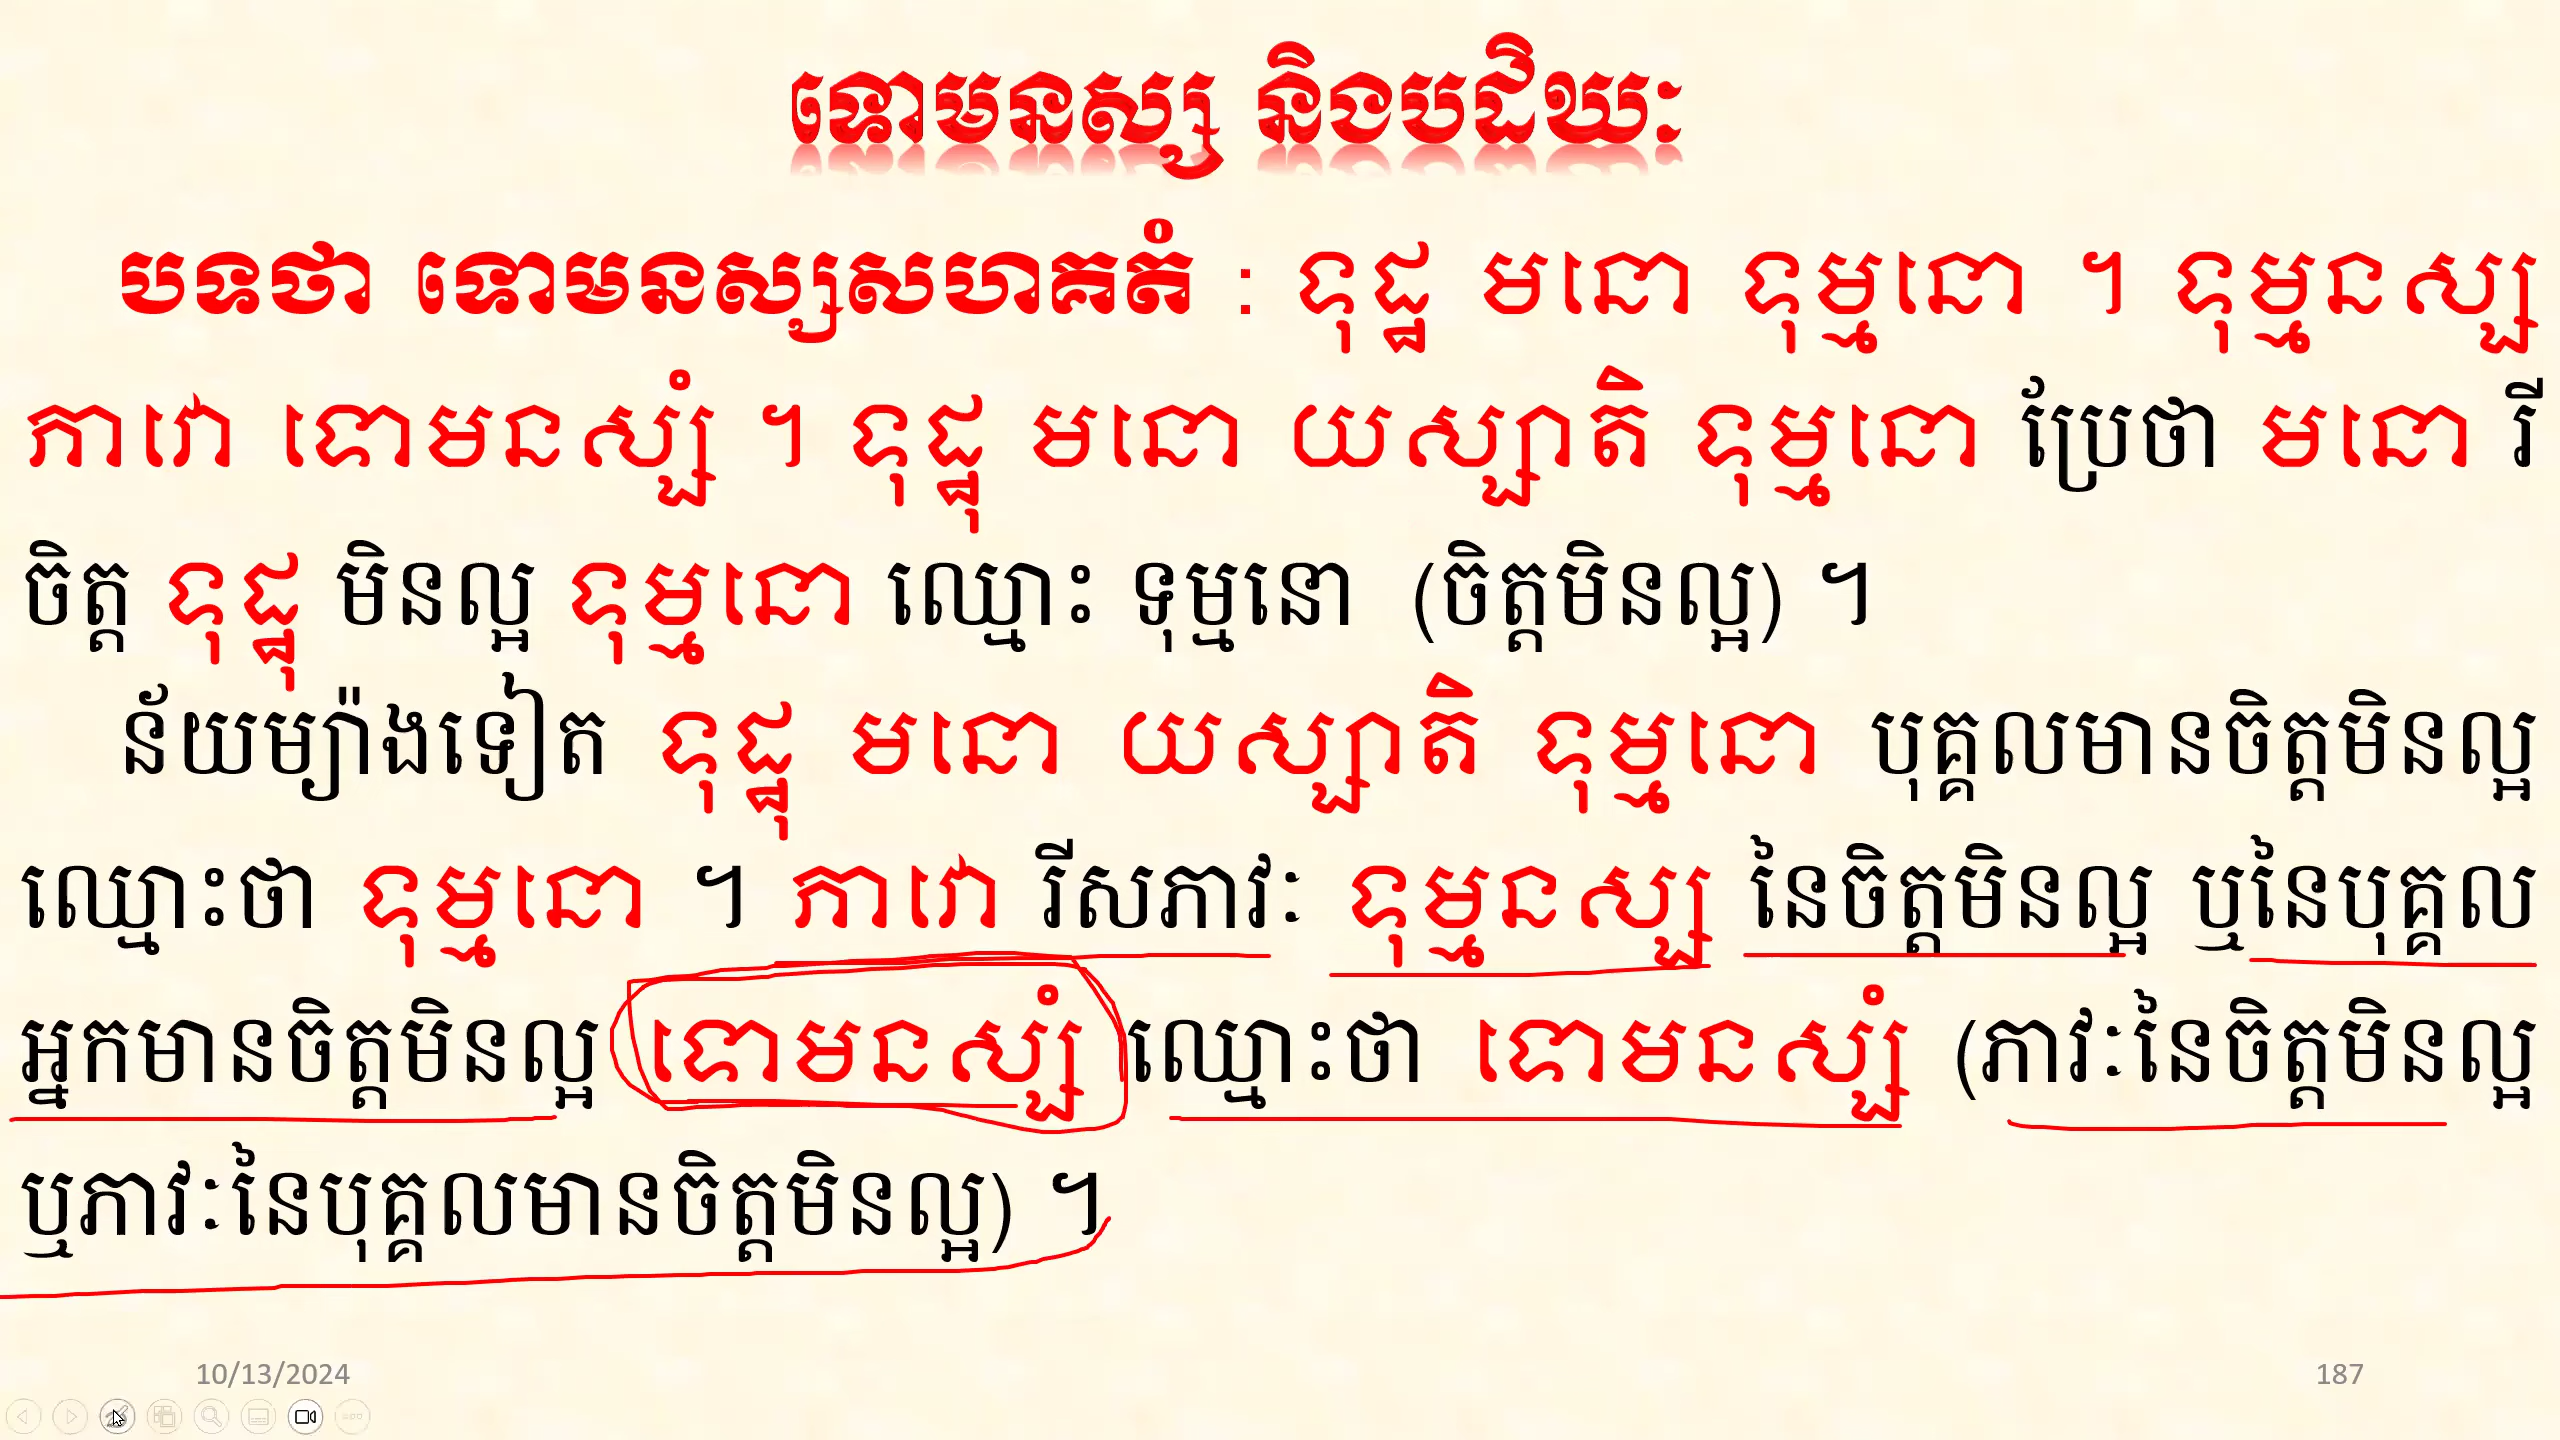 ទោមនស្ស និងបដិឃៈ
បទថា ទោមនស្សសហគតំ : ទុដ្ឋ មនោ ទុម្មនោ ។ ទុម្មនស្ស
ភាវោ ទោមនស្សំ ។ ទុដ្ឋុ មនោ យស្សាតិ ទុម្មនោ ប្រែថា មនោ រី
ចិត្ត ទុដ្ឋុ មិនល្អ ទុម្មនោ ឈ្មោះ ទុម្មនោ (ចិត្តមិនល្អ) ។
ន័យម្យ៉ាងទៀត ទុដ្ឋុ មនោ យស្សាតិ ទុម្មនោ បុគ្គលមានចិត្តមិនល្អ
ឈ្មោះថា ទុម្មនោ ។ ភាវោ រីសភាវៈ ទុម្មនស្ស នៃចិត្តមិនល្អ ឬនៃបុគ្គល
អ្នកមានចិត្តមិនល្អ ទោមនស្សំ ឈ្មោះថា ទោមនស្សំ (ភាវៈនៃចិត្តមិនល្អ
ឬភាវៈនៃបុគ្គលមានចិត្តមិនល្អ) ។
10/13/2024
187